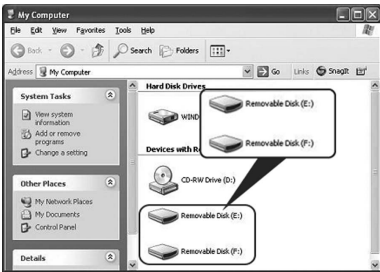 My Computer
File Edit View Favorites Tools Help
Back Search Folders
Address My Computer Go Links SnagIt
System Tasks
View system
information
Add or remove
programs
Change a setting
Other Places
My Network Places
My Documents
Control Panel
Details
Hard Disk Drives
WIND
Devices with Re
CD-RW Drive (D:)
Removable Disk (E:)
Removable Disk (F:)
Removable Disk (E:)
Removable Disk (F:)